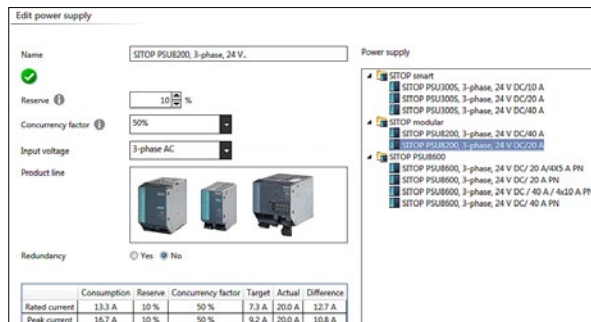 Edit power supply
Name
SITOP PSU8200, 3-phase, 24 V..
Reserve
10 %
Concurrency factor
50%
Input voltage
3-phase AC
Product line
Redundancy
Yes No
Consumption Reserve Concurrency factor Target Actual Difference
Rated current 13.3 A 10 % 50 % 7.3 A 20.0 A 12.7 A
Peak current 16.7 A 10 % 50 % 9.2 A 20.0 A 10.8 A
Power supply
SITOP smart
SITOP PSU300S, 3-phase, 24 V DC/10 A
SITOP PSU300S, 3-phase, 24 V DC/20 A
SITOP PSU300S, 3-phase, 24 V DC/40 A
SITOP modular
SITOP PSU8200, 3-phase, 24 V DC/40 A
SITOP PSU8200, 3-phase, 24 V DC/20 A
SITOP PSU8600
SITOP PSU8600, 3-phase, 24 V DC/ 20 A/4X5 A PN
SITOP PSU8600, 3-phase, 24 V DC/ 20 A PN
SITOP PSU8600, 3-phase, 24 V DC / 40 A / 4x10 A PN
SITOP PSU8600, 3-phase, 24 V DC/ 40 A PN